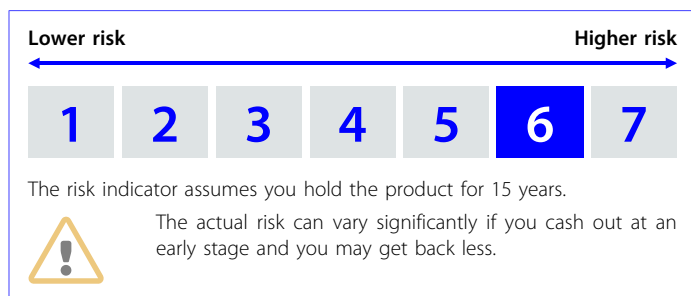 Lower risk Higher risk
1 2 3 4 5 6 7
The risk indicator assumes you hold the product for 15 years.
The actual risk can vary significantly if you cash out at an
early stage and you may get back less.